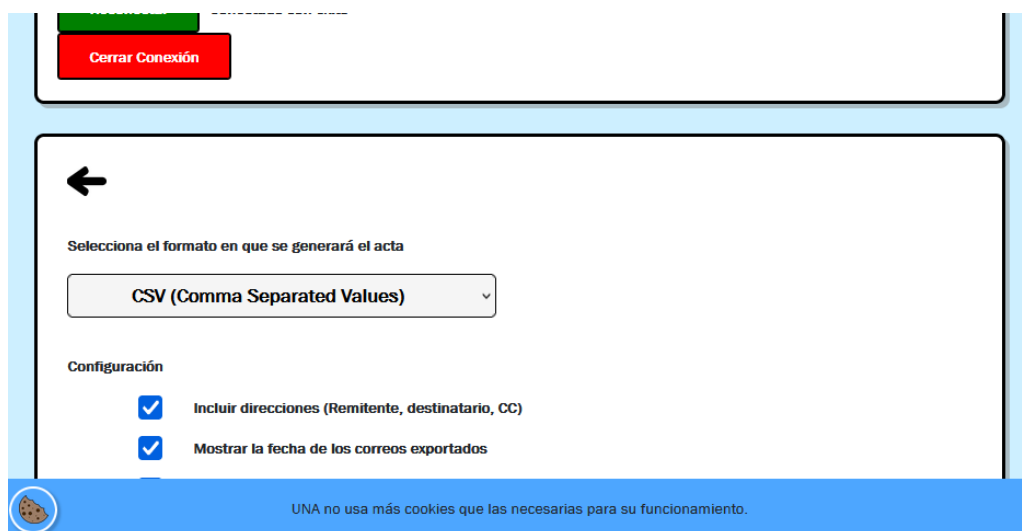 Cerrar Conexión
Selecciona el formato en que se generará el acta
CSV (Comma Separated Values)
Configuración
Incluir direcciones (Remitente, destinatario, CC)
Mostrar la fecha de los correos exportados
UNA no usa más cookies que las necesarias para su funcionamiento.